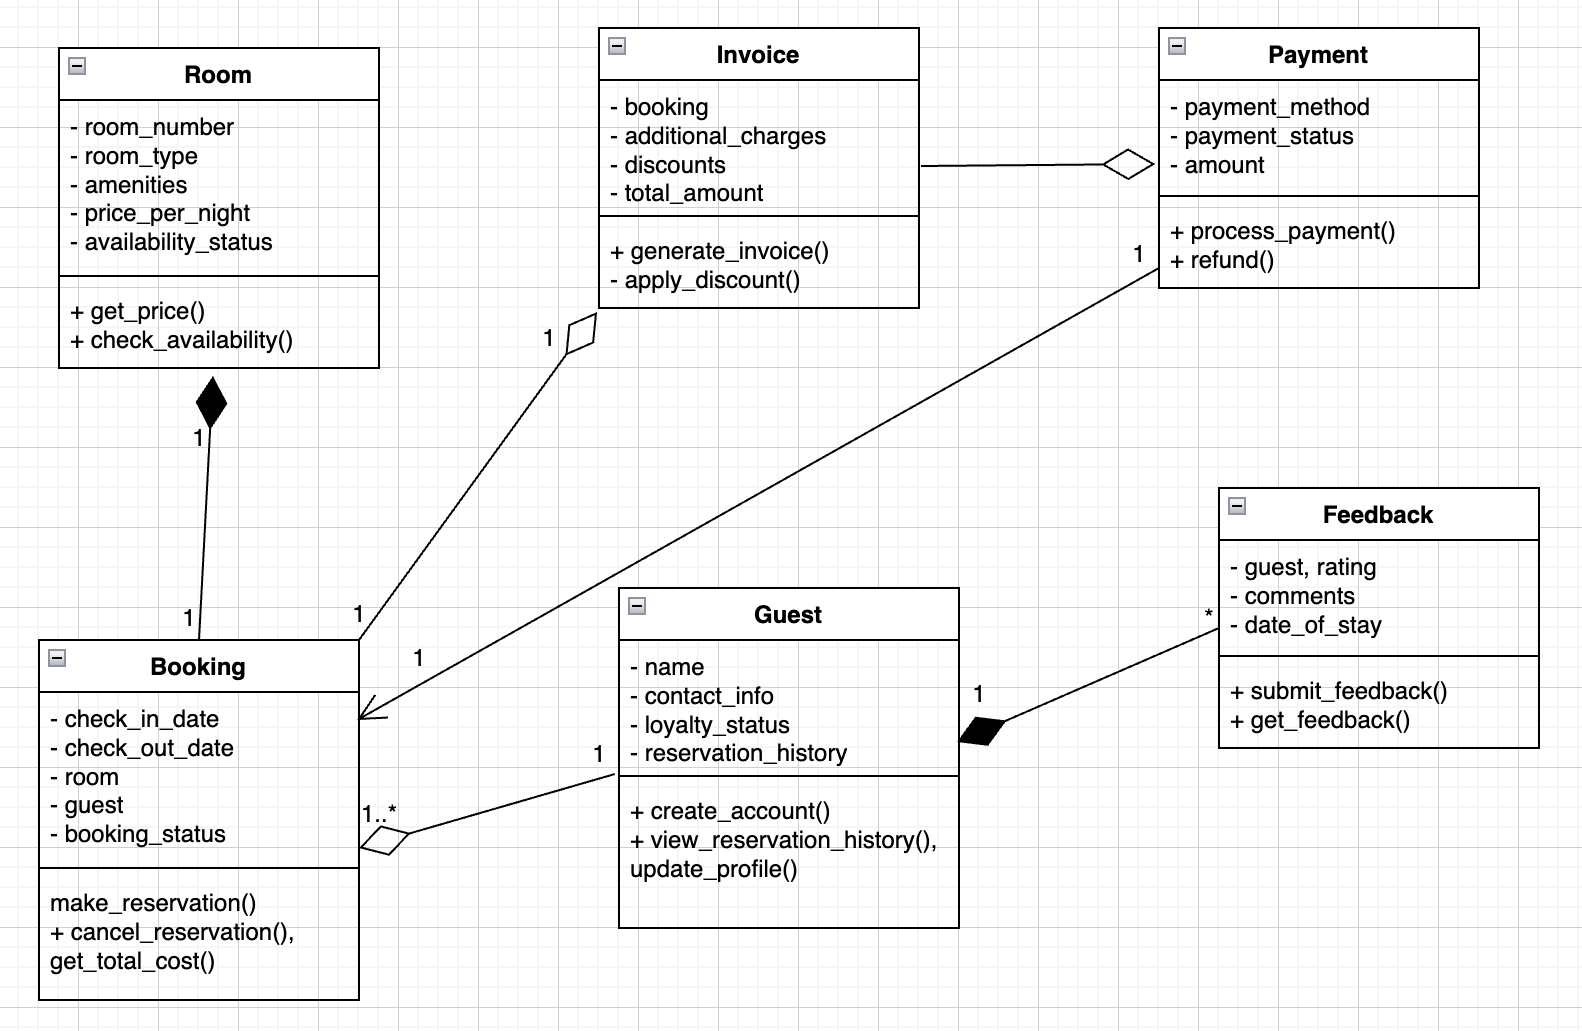 Room
- room_number
- room_type
- amenities
- price_per_night
- availability_status
+ get_price()
+ check_availability()
Invoice
- booking
- additional_charges
- discounts
- total_amount
+ generate_invoice()
- apply_discount()
Payment
- payment_method
- payment_status
- amount
+ process_payment()
+ refund()
1
1
1
1
1
1
Booking
- check_in_date
- check_out_date
- room
- guest
- booking_status
make_reservation()
+ cancel_reservation(),
get_total_cost()
1..*
1
Guest
- name
- contact_info
- loyalty_status
- reservation_history
+ create_account()
+ view_reservation_history(),
update_profile()
1
*
Feedback
- guest, rating
- comments
- date_of_stay
+ submit_feedback()
+ get_feedback()